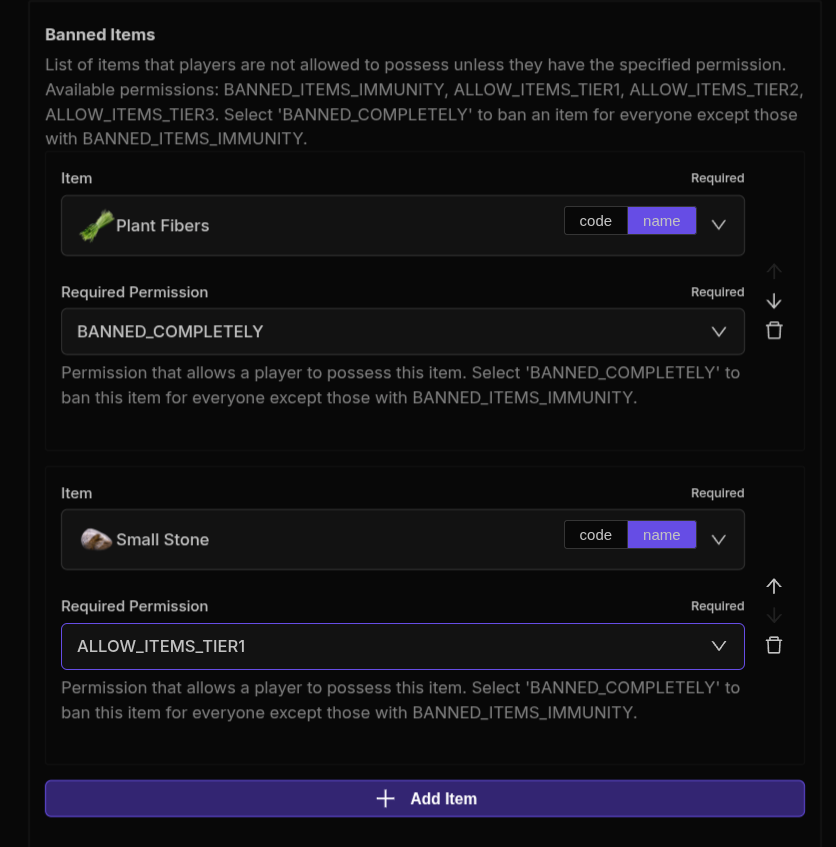 Banned Items
List of items that players are not allowed to possess unless they have the specified permission.
Available permissions: BANNED_ITEMS_IMMUNITY, ALLOW_ITEMS_TIER1, ALLOW_ITEMS_TIER2,
ALLOW_ITEMS_TIER3. Select 'BANNED_COMPLETELY' to ban an item for everyone except those
with BANNED_ITEMS_IMMUNITY.
Item Required
Plant Fibers code name
Required Permission Required
BANNED_COMPLETELY
Permission that allows a player to possess this item. Select 'BANNED_COMPLETELY' to
ban this item for everyone except those with BANNED_ITEMS_IMMUNITY.
Item Required
Small Stone code name
Required Permission Required
ALLOW_ITEMS_TIER1
Permission that allows a player to possess this item. Select 'BANNED_COMPLETELY' to
ban this item for everyone except those with BANNED_ITEMS_IMMUNITY.
Add Item